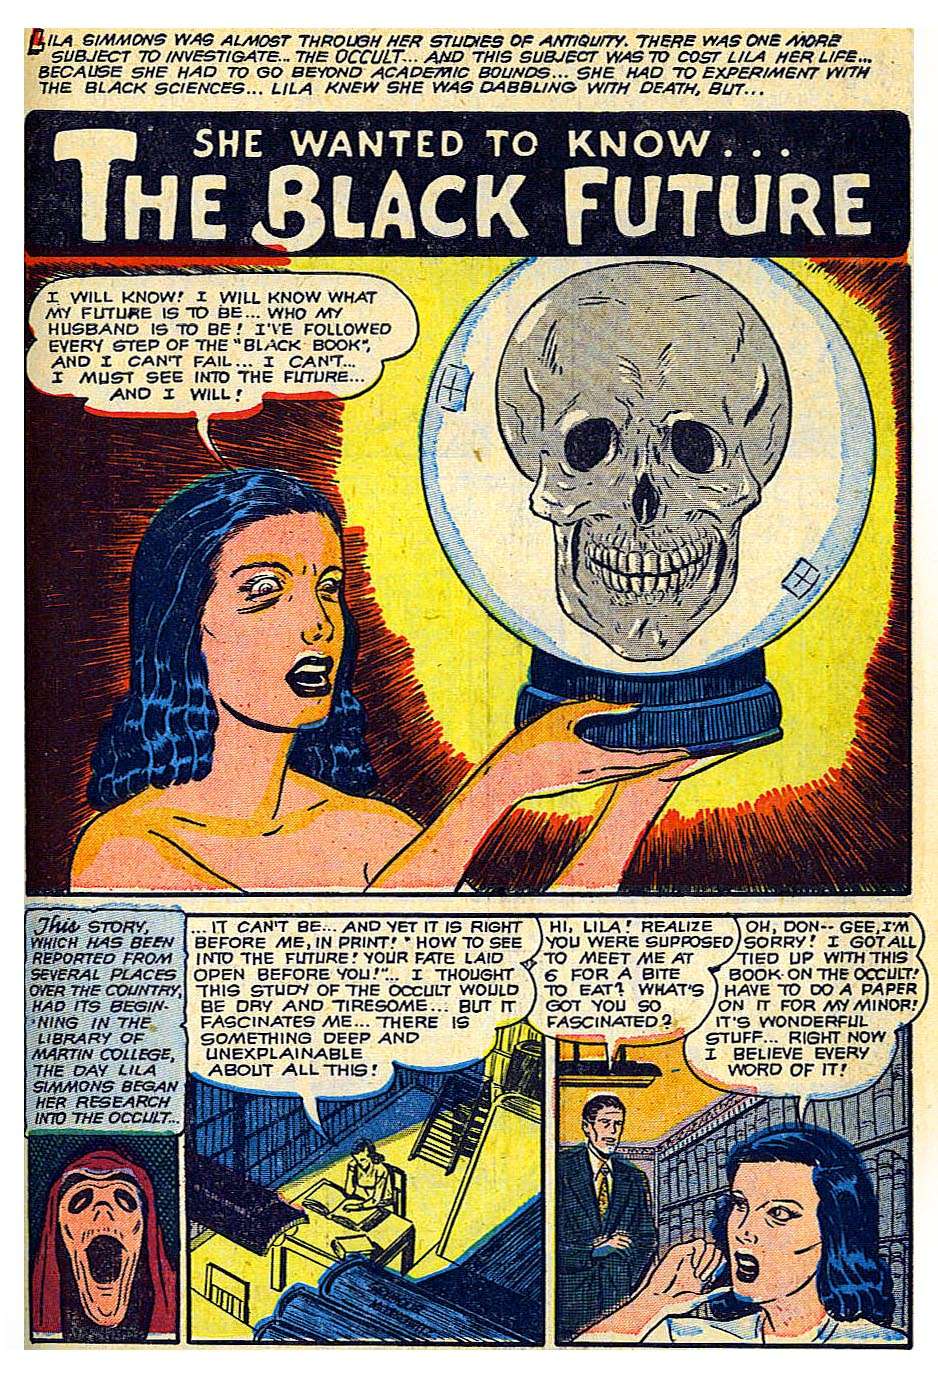 LILA SIMMONS WAS ALMOST THROUGH HER STUDIES OF ANTIQUITY. THERE WAS ONE MORE
SUBJECT TO INVESTIGATE... THE OCCULT... AND THIS SUBJECT WAS TO COST LILA HER LIFE...
BECAUSE SHE HAD TO GO BEYOND ACADEMIC BOUNDS... SHE HAD TO EXPERIMENT WITH
THE BLACK SCIENCES... LILA KNEW SHE WAS DABBLING WITH DEATH, BUT...
SHE WANTED TO KNOW...
THE BLACK FUTURE
I WILL KNOW! I WILL KNOW WHAT
MY FUTURE IS TO BE... WHO MY
HUSBAND IS TO BE! I'VE FOLLOWED
EVERY STEP OF THE "BLACK BOOK",
AND I CAN'T FAIL... I CAN'T...
I MUST SEE INTO THE FUTURE...
AND I WILL!
This STORY,
WHICH HAS BEEN
REPORTED FROM
SEVERAL PLACES
OVER THE COUNTRY,
HAD ITS BEGIN-
NING IN THE
LIBRARY OF
MARTIN COLLEGE,
THE DAY LILA
SIMMONS BEGAN
HER RESEARCH
INTO THE OCCULT...
...IT CAN'T BE... AND YET IT IS RIGHT
BEFORE ME, IN PRINT! "HOW TO SEE
INTO THE FUTURE! YOUR FATE LAID
OPEN BEFORE YOU!"... I THOUGHT
THIS STUDY OF THE OCCULT WOULD
BE DRY AND TIRESOME... BUT IT
FASCINATES ME... THERE IS
SOMETHING DEEP AND
UNEXPLAINABLE
ABOUT ALL THIS!
HI, LILA! REALIZE
YOU WERE SUPPOSED
TO MEET ME AT
6 FOR A BITE
TO EAT? WHAT'S
GOT YOU SO
FASCINATED?
OH, DON-- GEE, I'M
SORRY! I GOT ALL
TIED UP WITH THIS
BOOK ON THE OCCULT!
HAVE TO DO A PAPER
ON IT FOR MY MINOR!
IT'S WONDERFUL
STUFF... RIGHT NOW
I BELIEVE EVERY
WORD OF IT!